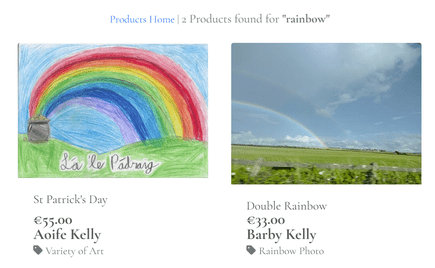 Products Home | 2 Products found for "rainbow"
Lá le Pádraig
St Patrick's Day
€55.00
Aoife Kelly
Variety of Art
Double Rainbow
€33.00
Barby Kelly
Rainbow Photo